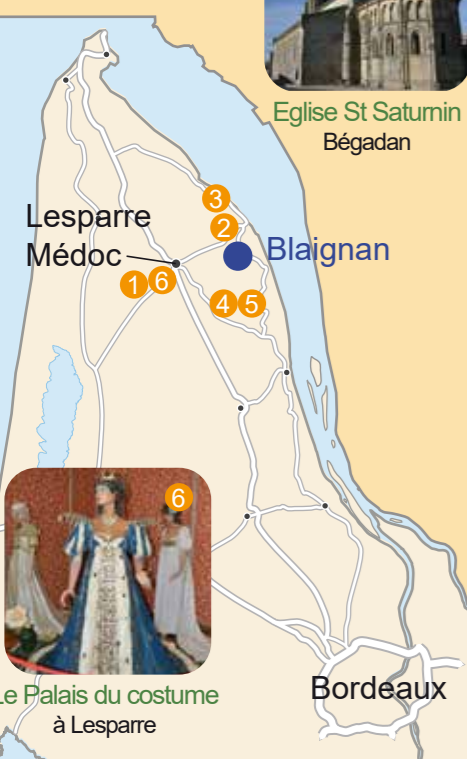 Eglise St Saturnin
Bégadan
3
Lesparre
Médoc
2
Blaignan
1 6
4 5
6
Le Palais du costume
à Lesparre
Bordeaux